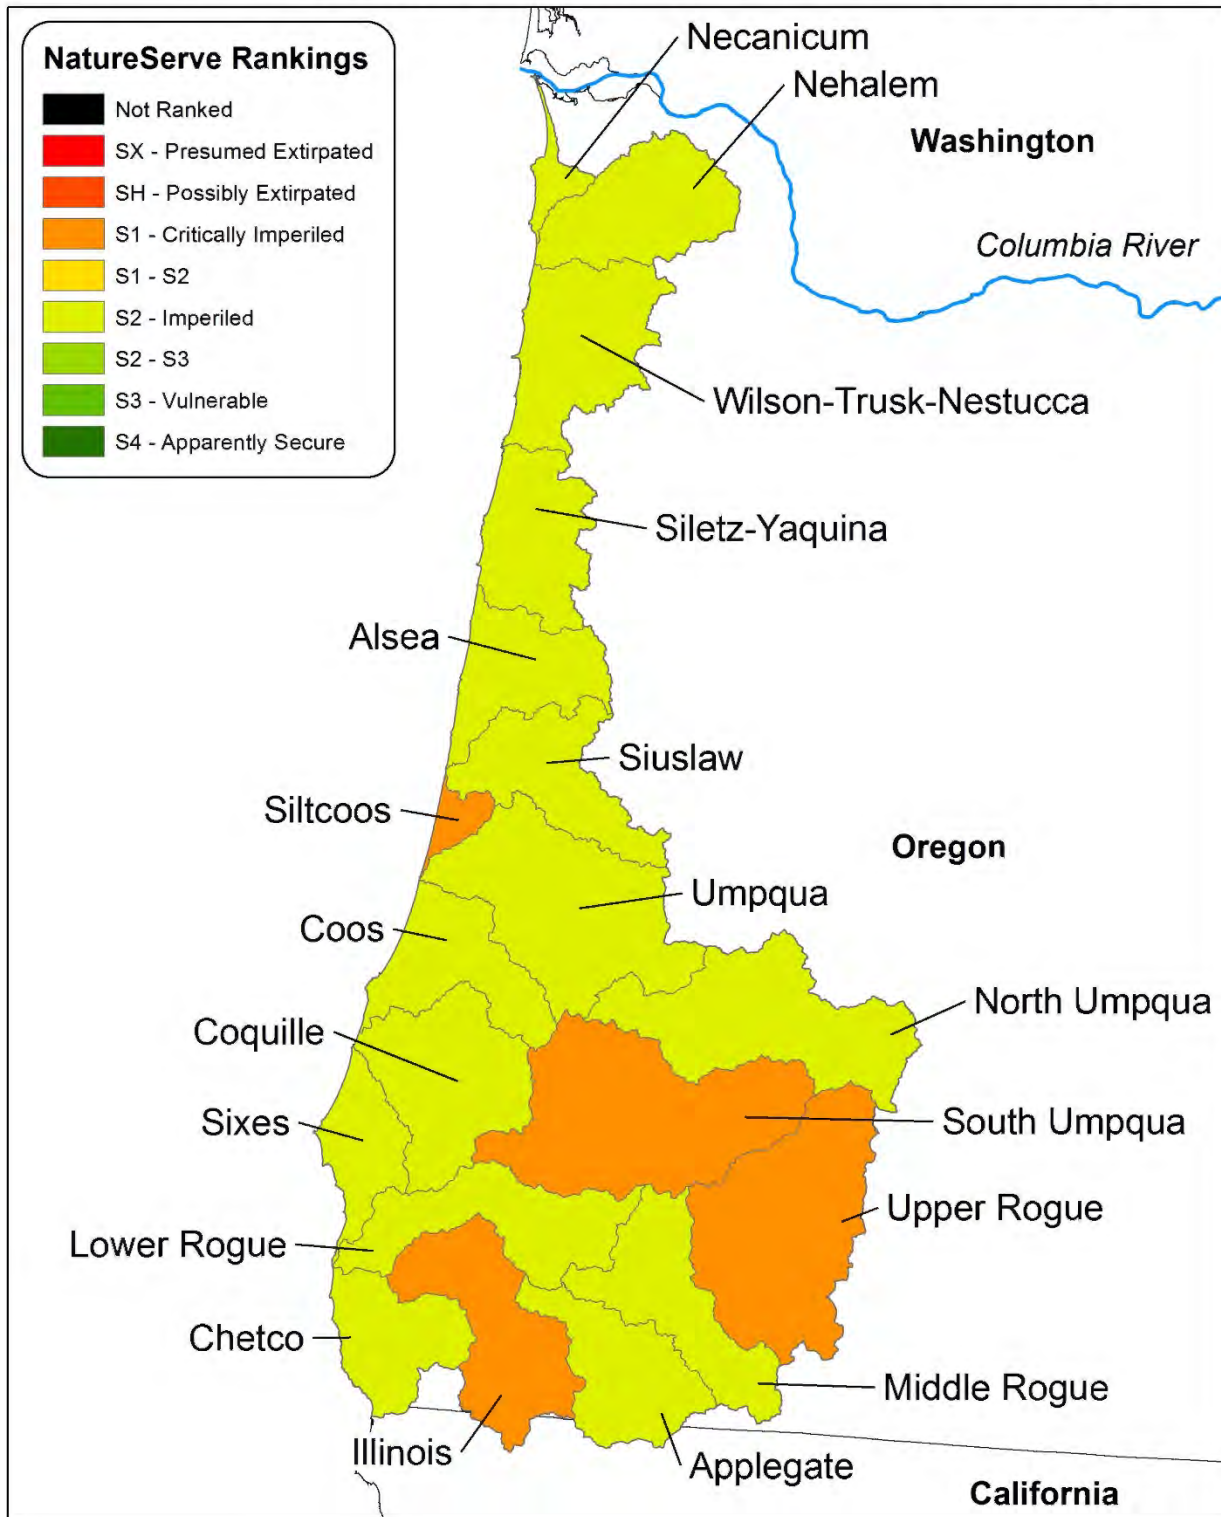 NatureServe Rankings
Not Ranked
SX - Presumed Extirpated
SH - Possibly Extirpated
S1 - Critically Imperiled
S1 - S2
S2 - Imperiled
S2 - S3
S3 - Vulnerable
S4 - Apparently Secure
Necanicum
Nehalem
Washington
Columbia River
Wilson-Trusk-Nestucca
Siletz-Yaquina
Alsea
Siuslaw
Siltcoos
Oregon
Umpqua
Coos
North Umpqua
Coquille
Sixes
South Umpqua
Upper Rogue
Lower Rogue
Chetco
Middle Rogue
Illinois
Applegate
California